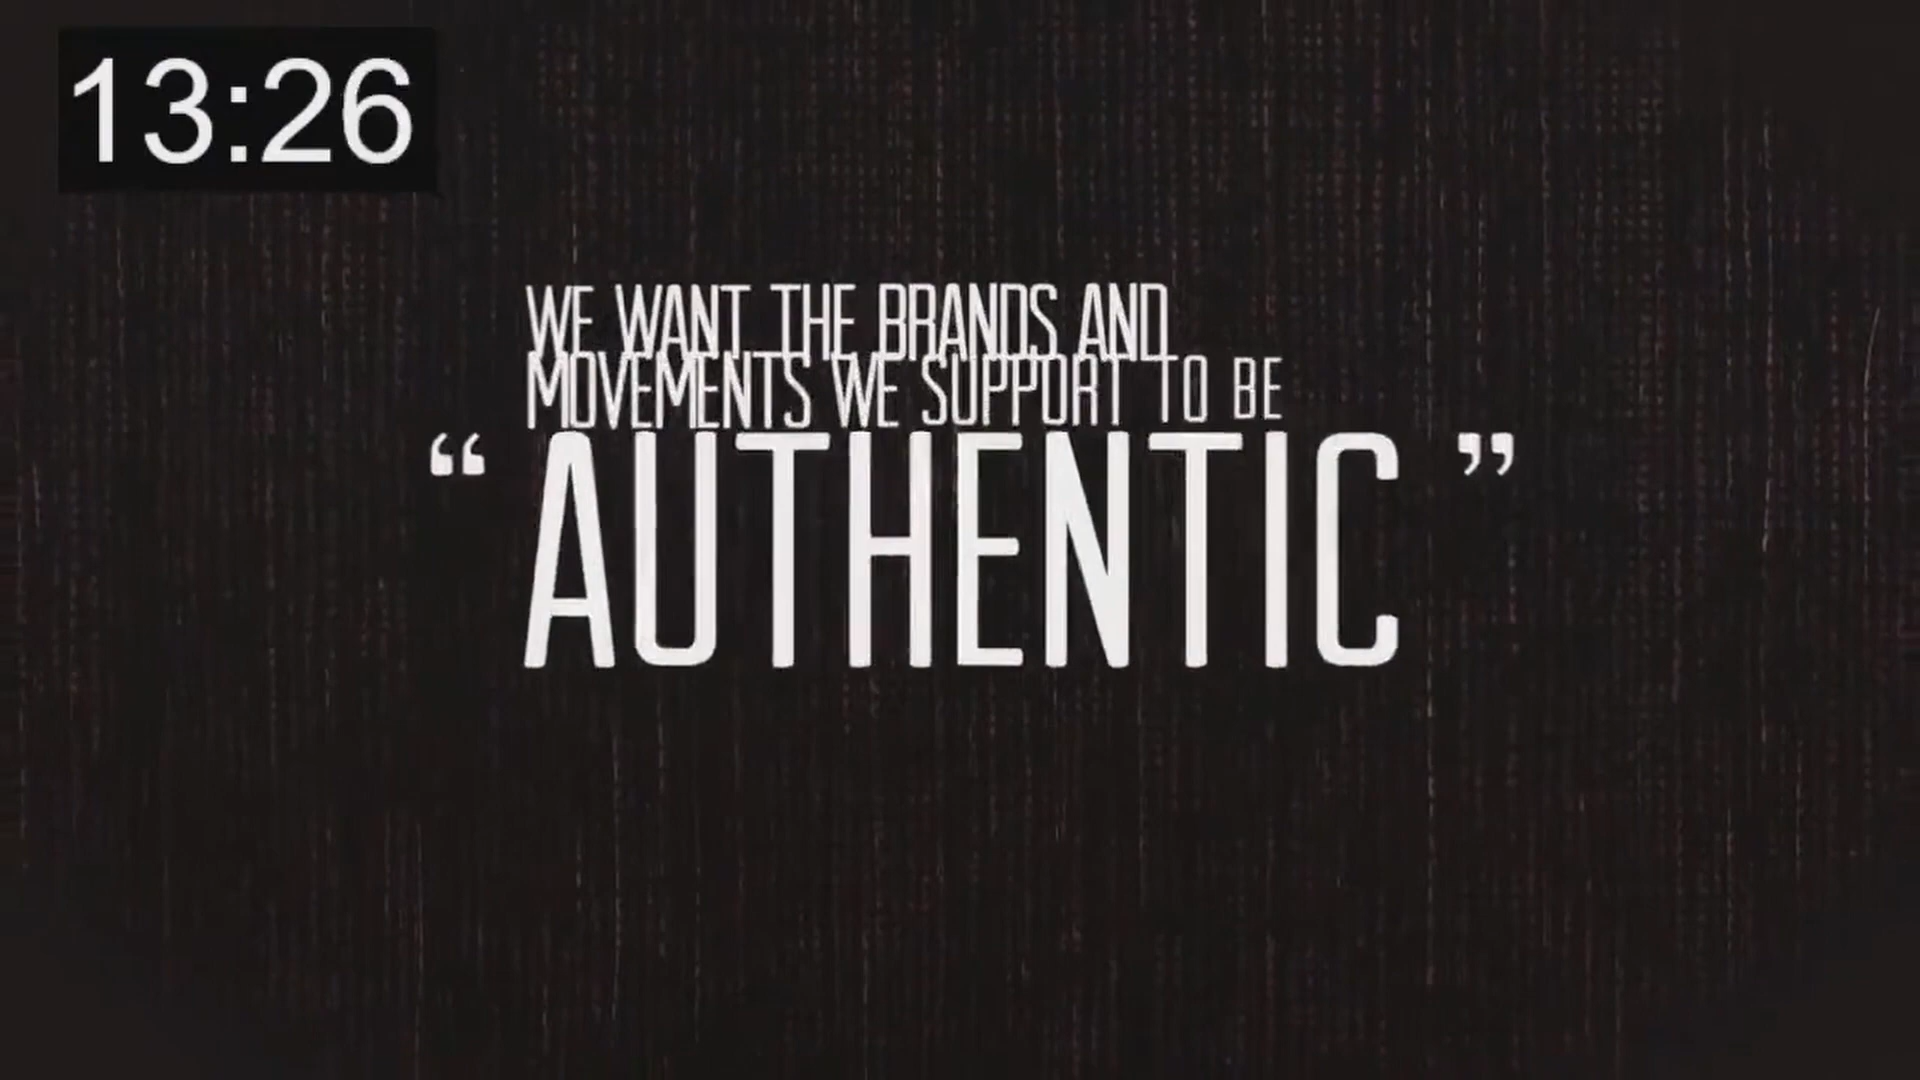 13:26
WE WANT THE BRANDS AND
MOVEMENTS WE SUPPORT TO BE
“AUTHENTIC”